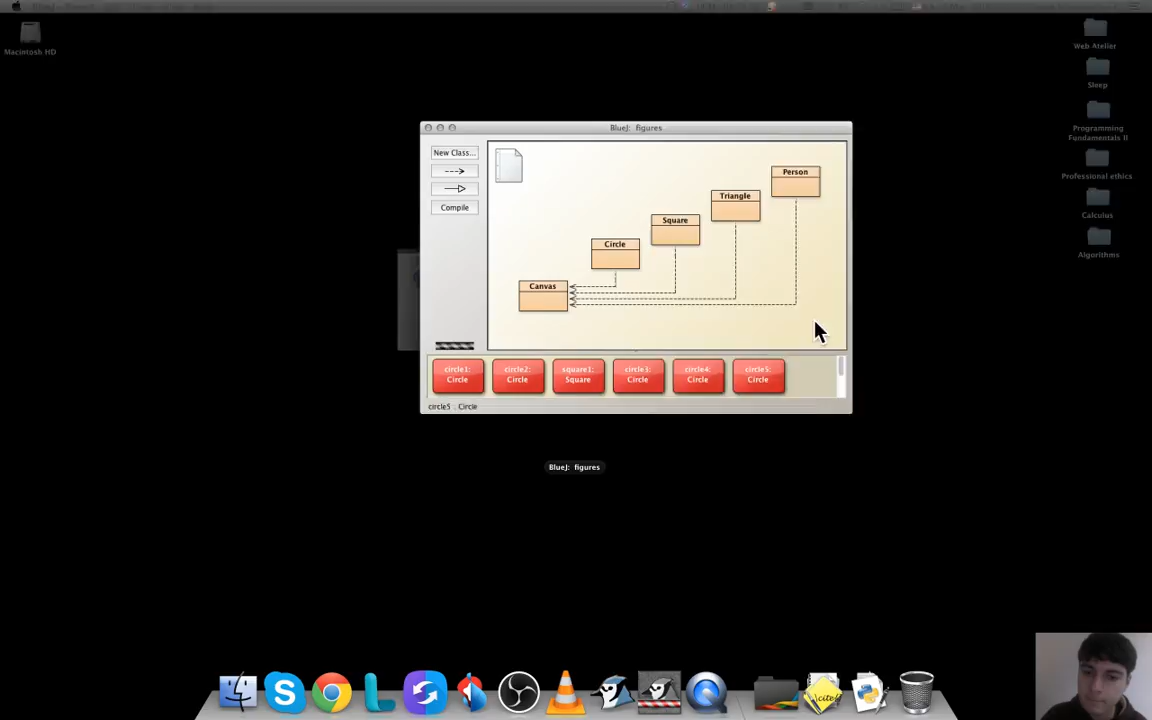 Macintosh HD
Web Atelier
Sleep
Programming
Fundamentals II
Professional ethics
Calculus
Algorithms
BlueJ: figures
New Class...
Compile
Person
Triangle
Square
Circle
Canvas
circle1:
Circle
circle2:
Circle
square1:
Square
circle3:
Circle
circle4:
Circle
circle5:
Circle
circle5 : Circle
BlueJ: figures